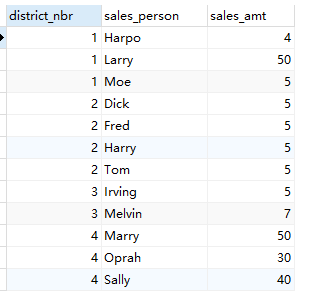 district_nbr sales_person sales_amt
1 Harpo 4
1 Larry 50
1 Moe 5
2 Dick 5
2 Fred 5
2 Harry 5
2 Tom 5
3 Irving 5
3 Melvin 7
4 Marry 50
4 Oprah 30
4 Sally 40